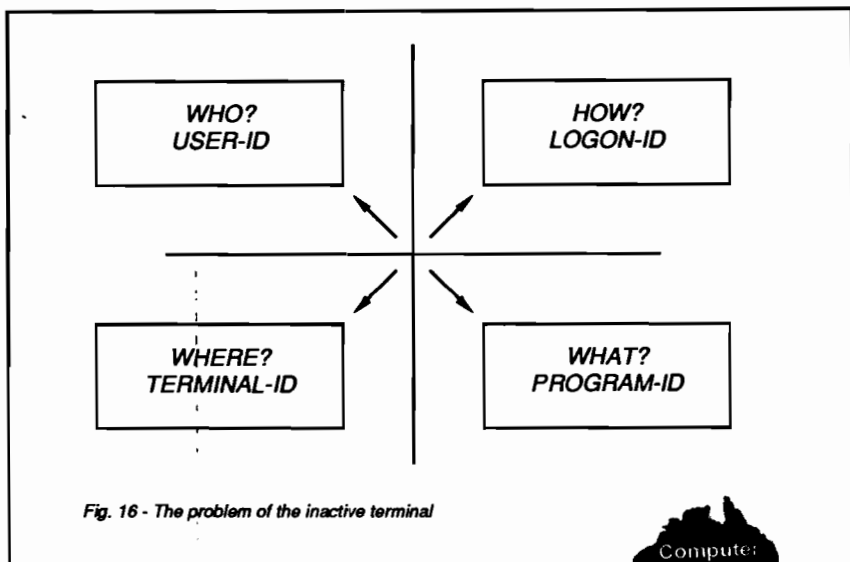 WHO?
USER-ID
HOW?
LOGON-ID
WHERE?
TERMINAL-ID
WHAT?
PROGRAM-ID
Fig. 16 - The problem of the inactive terminal
Computer